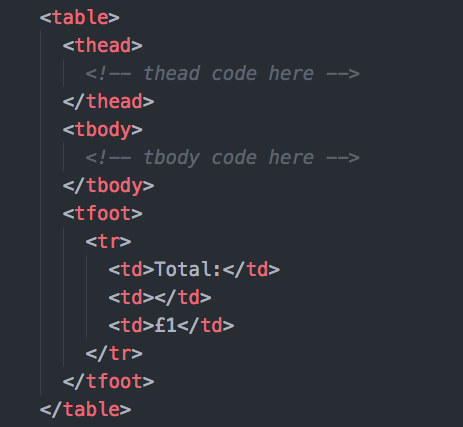 <table>
<thead>
<!-- thead code here -->
</thead>
<tbody>
<!-- tbody code here -->
</tbody>
<tfoot>
<tr>
<td>Total:</td>
<td></td>
<td>£1</td>
</tr>
</tfoot>
</table>